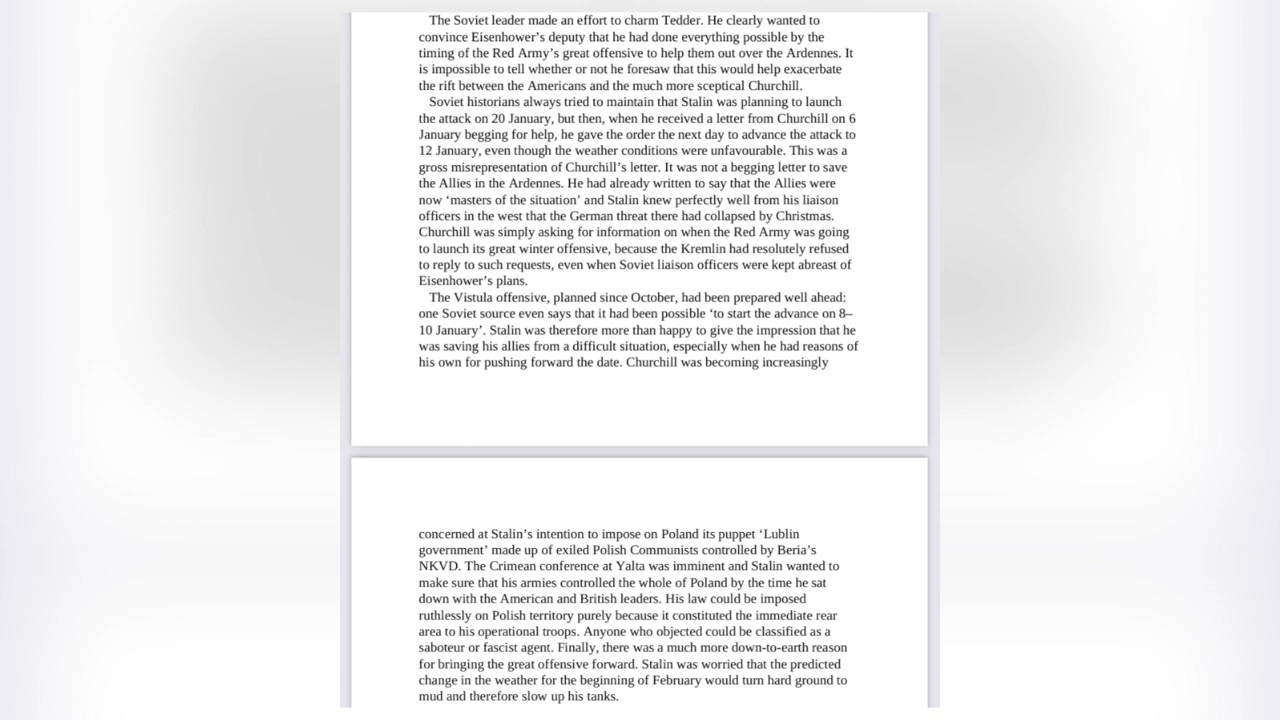 The Soviet leader made an effort to charm Tedder. He clearly wanted to
convince Eisenhower’s deputy that he had done everything possible by the
timing of the Red Army’s great offensive to help them out over the Ardennes. It
is impossible to tell whether or not he foresaw that this would help exacerbate
the rift between the Americans and the much more sceptical Churchill.
Soviet historians always tried to maintain that Stalin was planning to launch
the attack on 20 January, but then, when he received a letter from Churchill on 6
January begging for help, he gave the order the next day to advance the attack to
12 January, even though the weather conditions were unfavourable. This was a
gross misrepresentation of Churchill’s letter. It was not a begging letter to save
the Allies in the Ardennes. He had already written to say that the Allies were
now ‘masters of the situation’ and Stalin knew perfectly well from his liaison
officers in the west that the German threat there had collapsed by Christmas.
Churchill was simply asking for information on when the Red Army was going
to launch its great winter offensive, because the Kremlin had resolutely refused
to reply to such requests, even when Soviet liaison officers were kept abreast of
Eisenhower’s plans.
The Vistula offensive, planned since October, had been prepared well ahead:
one Soviet source even says that it had been possible ‘to start the advance on 8–
10 January’. Stalin was therefore more than happy to give the impression that he
was saving his allies from a difficult situation, especially when he had reasons of
his own for pushing forward the date. Churchill was becoming increasingly
concerned at Stalin’s intention to impose on Poland its puppet ‘Lublin
government’ made up of exiled Polish Communists controlled by Beria’s
NKVD. The Crimean conference at Yalta was imminent and Stalin wanted to
make sure that his armies controlled the whole of Poland by the time he sat
down with the American and British leaders. His law could be imposed
ruthlessly on Polish territory purely because it constituted the immediate rear
area to his operational troops. Anyone who objected could be classified as a
saboteur or fascist agent. Finally, there was a much more down-to-earth reason
for bringing the great offensive forward. Stalin was worried that the predicted
change in the weather for the beginning of February would turn hard ground to
mud and therefore slow up his tanks.